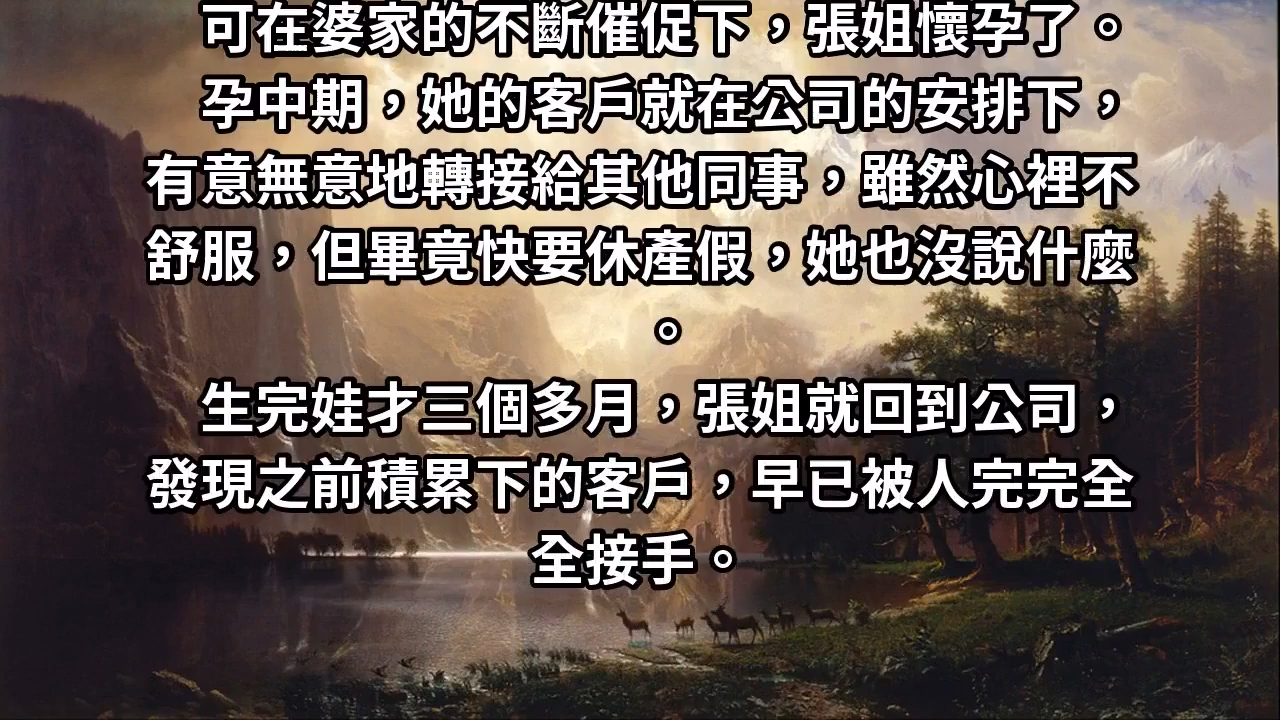 可在婆家的不斷催促下，張姐懷孕了。
孕中期，她的客戶就在公司的安排下，
有意無意地轉接給其他同事，雖然心裡不
舒服，但畢竟快要休產假，她也沒說什麼
。
生完娃才三個多月，張姐就回到公司，
發現之前積累下的客戶，早已被人完完全
全接手。